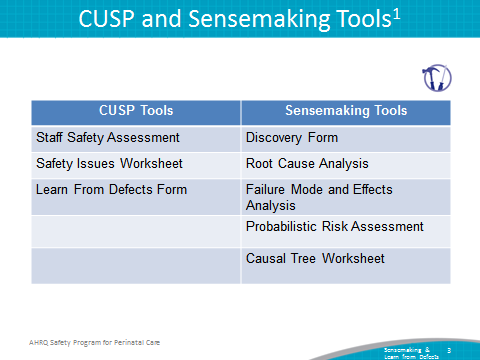 CUSP and Sensemaking Tools1
CUSP Tools
Sensemaking Tools
Staff Safety Assessment
Discovery Form
Safety Issues Worksheet
Root Cause Analysis
Learn From Defects Form
Failure Mode and Effects
Analysis
Probabilistic Risk Assessment
Causal Tree Worksheet
AHRQ Safety Program for Perinatal Care
Sensemaking &
Learn from Defects
3